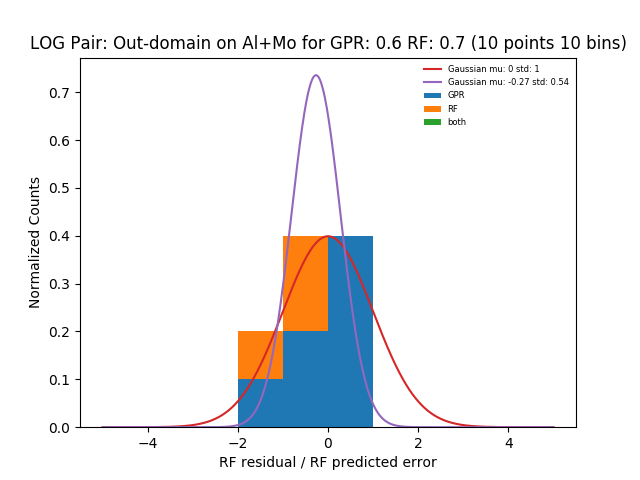 LOG Pair: Out-domain on Al+Mo for GPR: 0.6 RF: 0.7 (10 points 10 bins)
Gaussian mu: 0 std: 1
Gaussian mu: -0.27 std: 0.54
GPR
RF
both
Normalized Counts
0.7
0.6
0.5
0.4
0.3
0.2
0.1
0.0
−4
−2
0
2
4
RF residual / RF predicted error